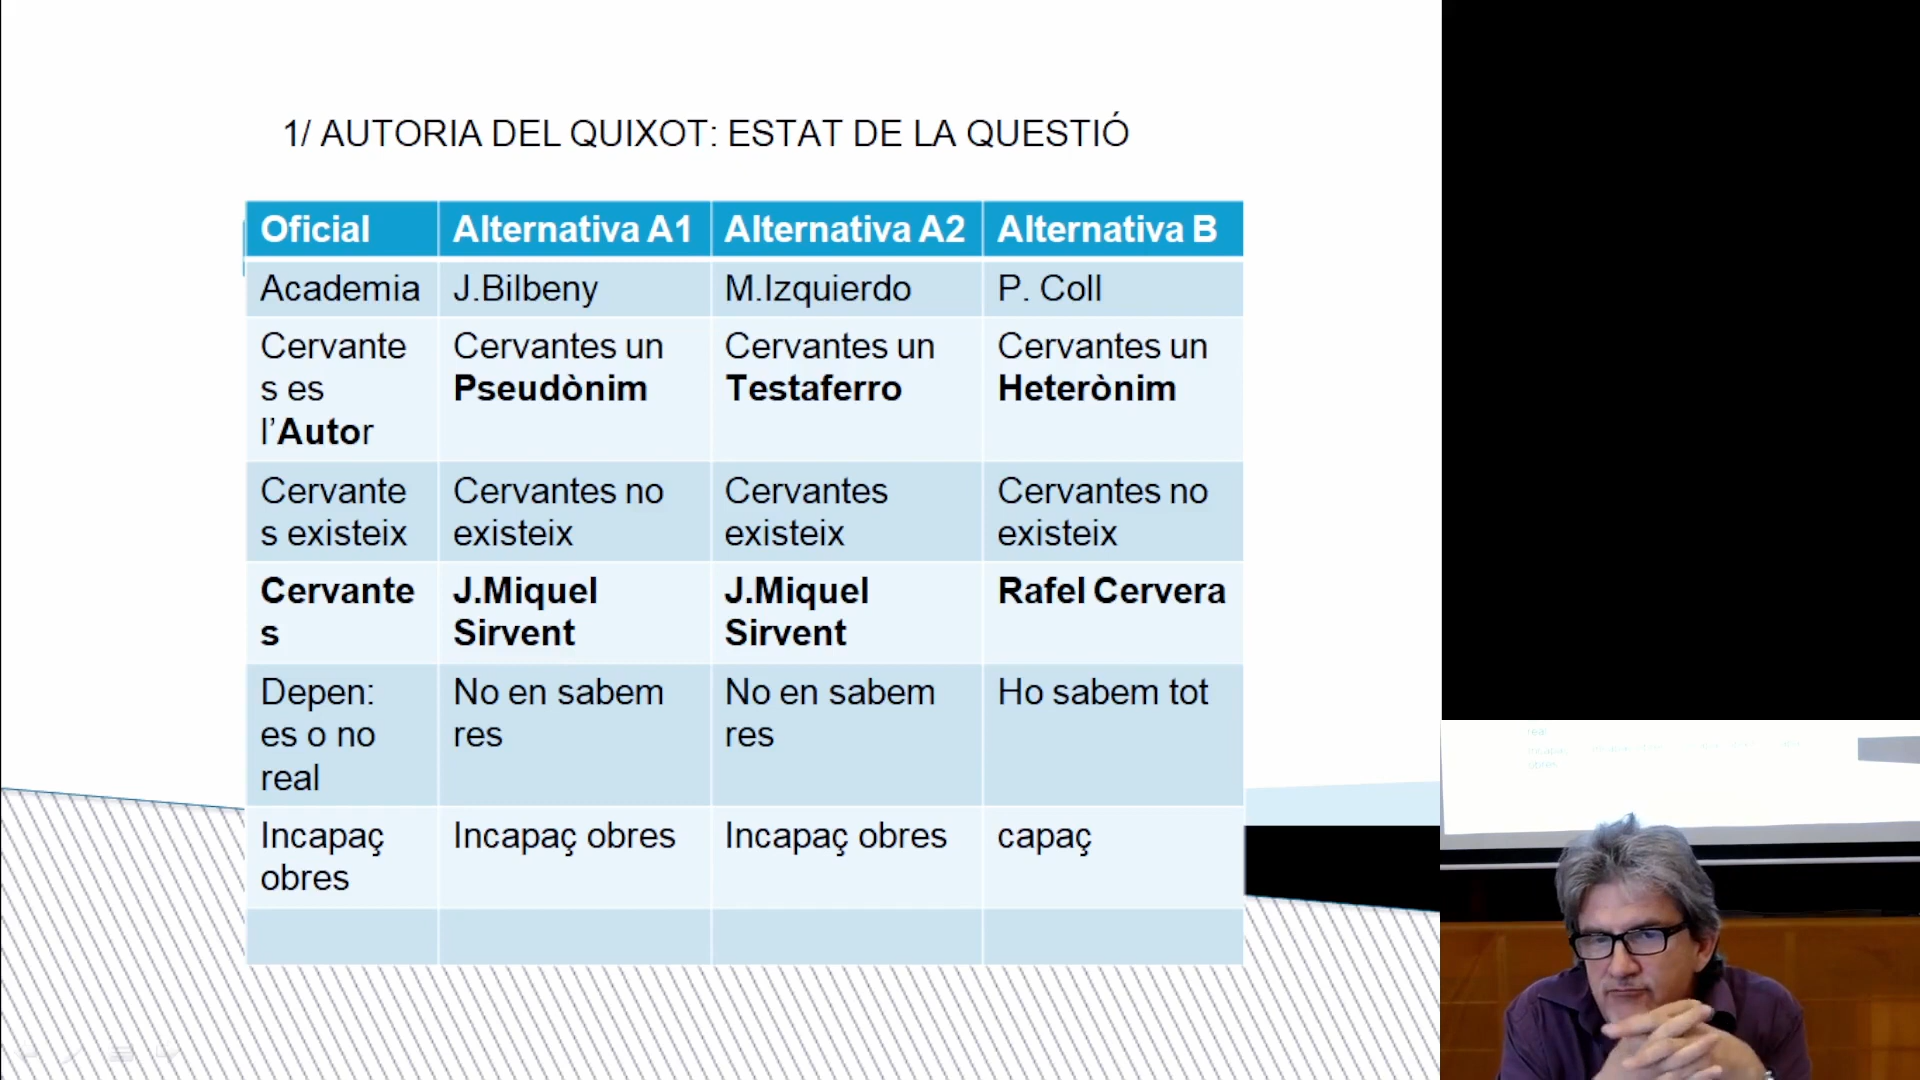 1/ AUTORIA DEL QUIXOT: ESTAT DE LA QUESTIÓ
Oficial
Alternativa A1
Alternativa A2
Alternativa B
Academia
J.Bilbeny
M.Izquierdo
P. Coll
Cervante
s es
l'Autor
Cervantes un
Pseudònim
Cervantes un
Testaferro
Cervantes un
Heterònim
Cervante
s existeix
Cervantes no
existeix
Cervantes
existeix
Cervantes no
existeix
Cervante
s
J.Miquel
Sirvent
J.Miquel
Sirvent
Rafel Cervera
Depen:
es o no
real
No en sabem
res
No en sabem
res
Ho sabem tot
Incapaç
obres
Incapaç obres
Incapaç obres
capaç
real
obres